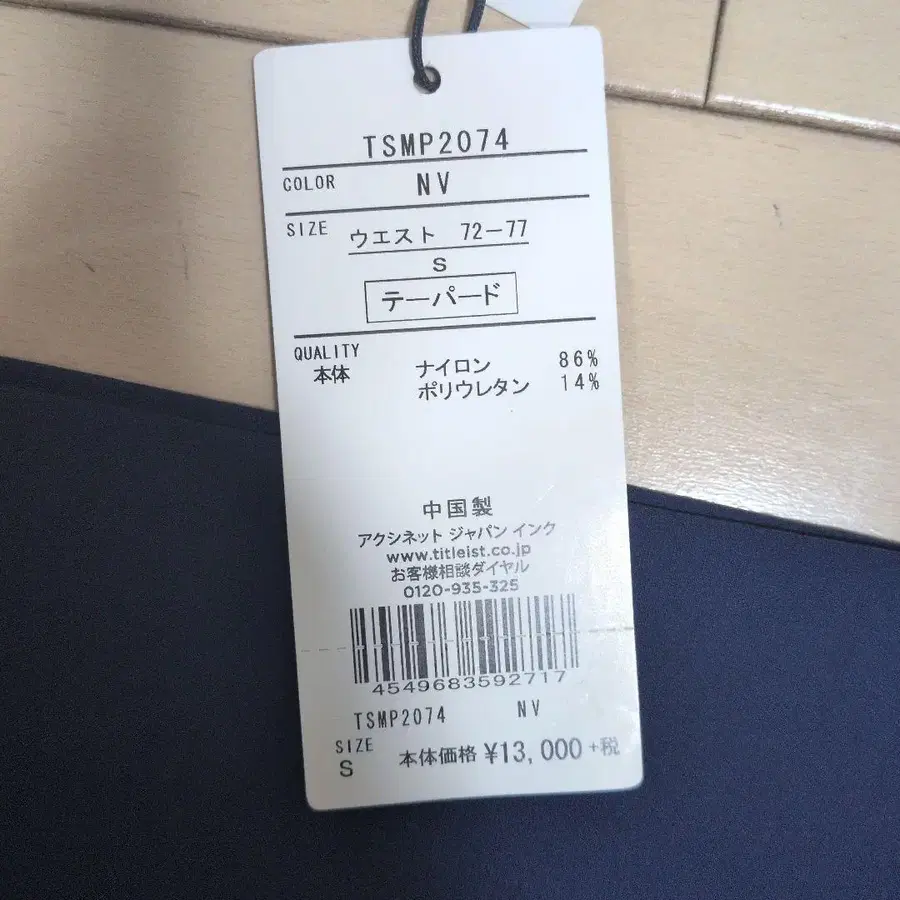 TSMP2074
COLOR NV
SIZE ウエスト 72-77
S
テーパード
QUALITY
本体 ナイロン 86%
ポリウレタン 14%
中国製
アクシネット ジャパン インク
www.titleist.co.jp
お客様相談ダイヤル
0120-935-325
4549683592717
TSMP2074 NV
SIZE
S 本体価格 ¥13,000 +税